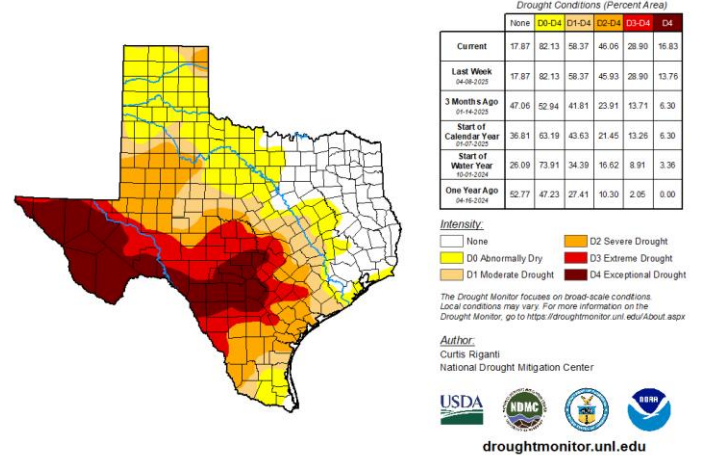 Drought Conditions (Percent Area)
None D0-D4 D1-D4 D2-D4 D3-D4 D4
Current 17.87 82.13 58.37 46.06 28.90 16.83
Last Week 04-08-2025 17.87 82.13 58.37 45.93 28.90 13.76
3 Months Ago 01-14-2025 47.06 52.94 41.81 23.91 13.71 6.30
Start of Calendar Year 01-07-2025 36.81 63.19 43.63 21.45 13.26 6.30
Start of Water Year 10-01-2024 26.09 73.91 34.39 16.62 8.91 3.36
One Year Ago 04-16-2024 52.77 47.23 27.41 10.30 2.05 0.00
Intensity:
None
D2 Severe Drought
D0 Abnormally Dry
D3 Extreme Drought
D1 Moderate Drought
D4 Exceptional Drought
The Drought Monitor focuses on broad-scale conditions.
Local conditions may vary. For more information on the
Drought Monitor, go to https://droughtmonitor.unl.edu/About.aspx
Author:
Curtis Riganti
National Drought Mitigation Center
USDA
NDMC
NOAA
droughtmonitor.unl.edu